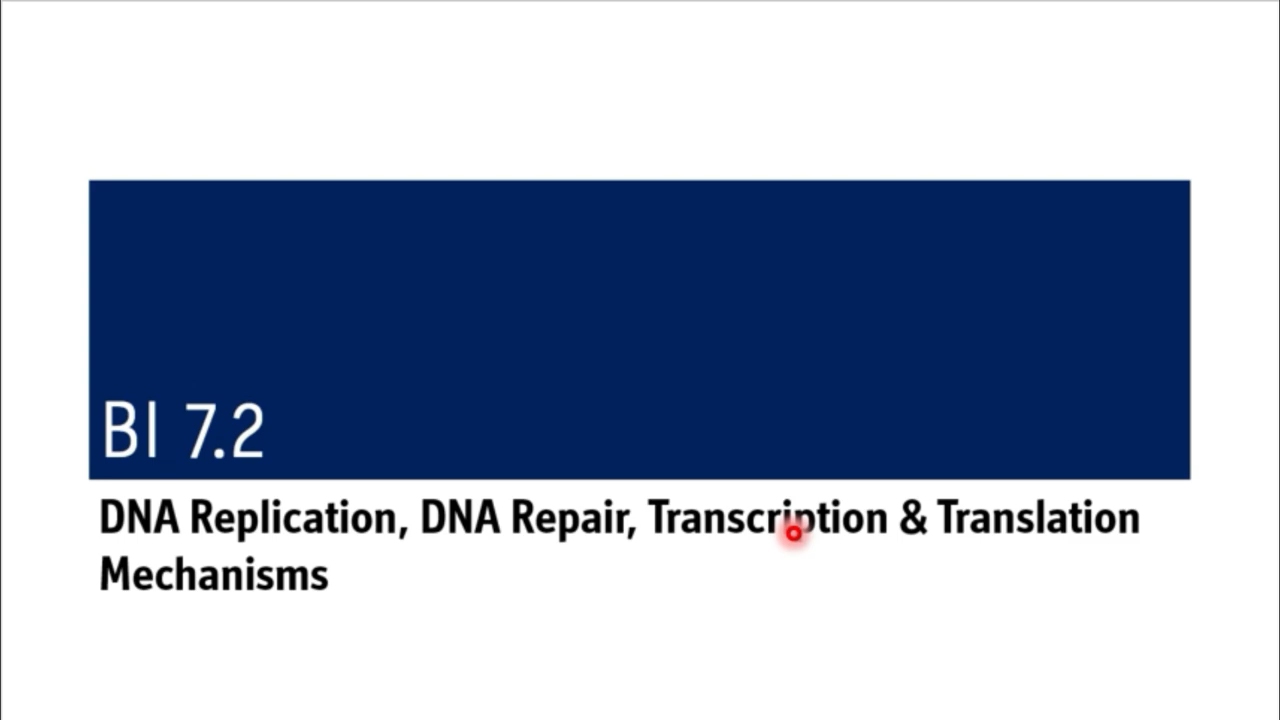 BI 7.2
DNA Replication, DNA Repair, Transcription & Translation
Mechanisms